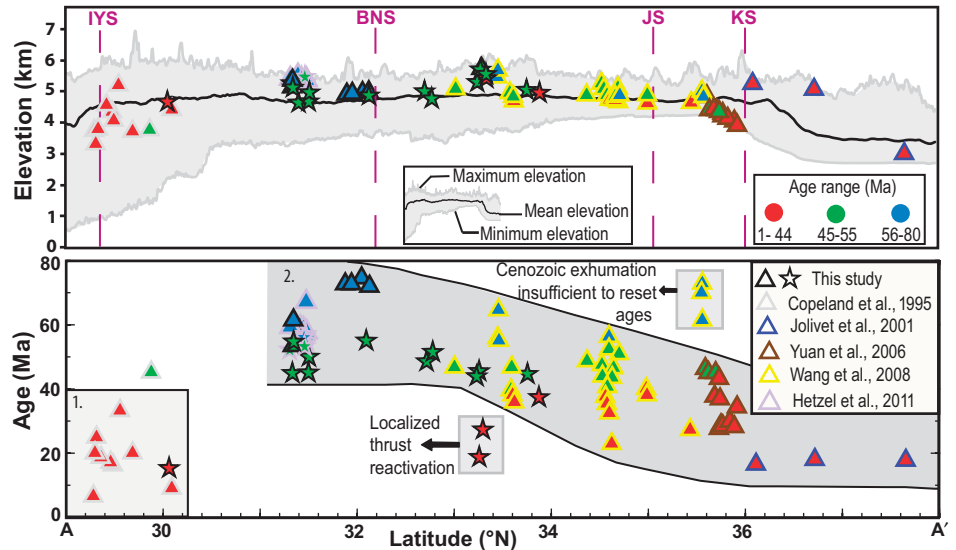 IYS
BNS
JS
KS
Elevation (km)
7
6
5
4
3
2
1
0
Maximum elevation
Mean elevation
Minimum elevation
Age range (Ma)
1- 44
45-55
56-80
Age (Ma)
80
60
40
20
0
1.
2.
Cenozoic exhumation
insufficient to reset
ages
Localized
thrust
reactivation
This study
Copeland et al., 1995
Jolivet et al., 2001
Yuan et al., 2006
Wang et al., 2008
Hetzel et al., 2011
A
30
32
34
35
36
A′
Latitude (°N)